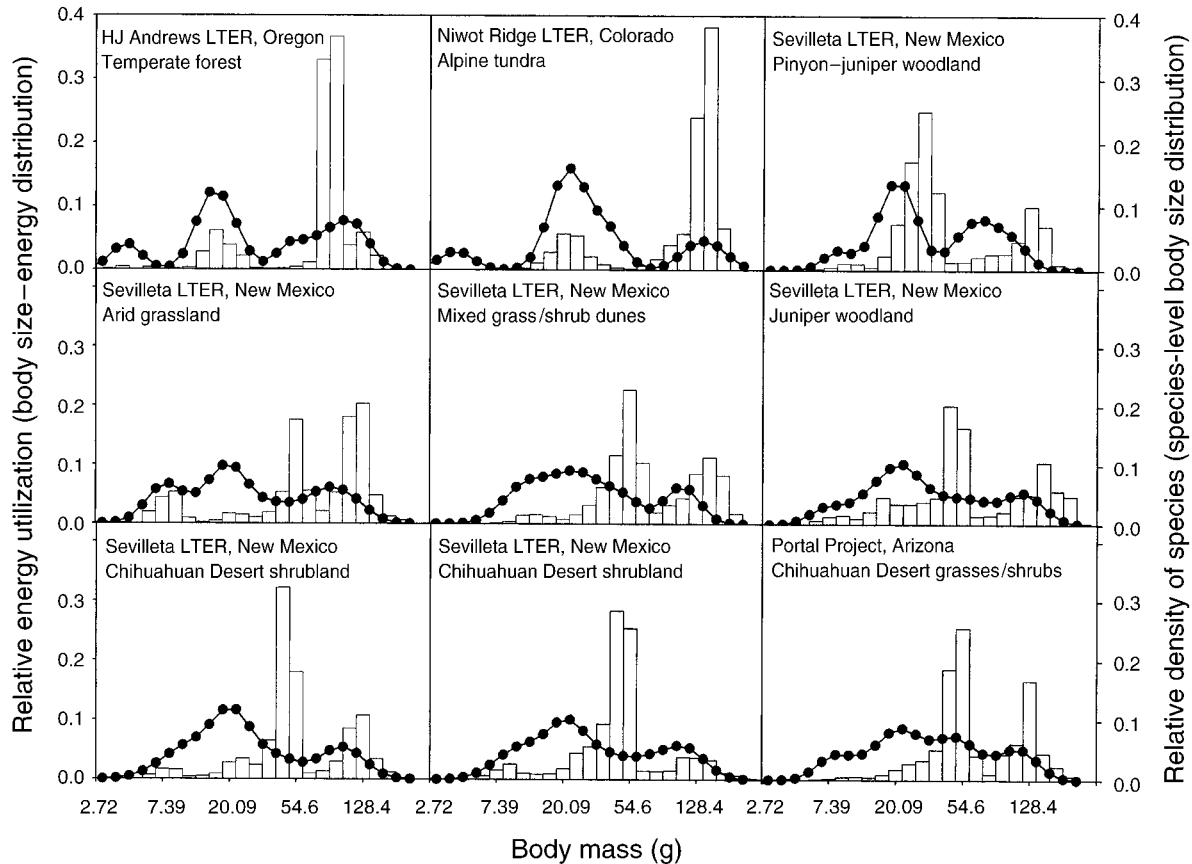 Relative energy utilization (body size–energy distribution)
Relative density of species (species-level body size distribution)
HJ Andrews LTER, Oregon
Temperate forest
Niwot Ridge LTER, Colorado
Alpine tundra
Sevilleta LTER, New Mexico
Pinyon–juniper woodland
0.4
0.3
0.2
0.1
0.0
0.4
0.3
0.2
0.1
0.0
Sevilleta LTER, New Mexico
Arid grassland
Sevilleta LTER, New Mexico
Mixed grass/shrub dunes
Sevilleta LTER, New Mexico
Juniper woodland
0.3
0.2
0.1
0.0
0.3
0.2
0.1
0.0
Sevilleta LTER, New Mexico
Chihuahuan Desert shrubland
Sevilleta LTER, New Mexico
Chihuahuan Desert shrubland
Portal Project, Arizona
Chihuahuan Desert grasses/shrubs
0.3
0.2
0.1
0.0
0.3
0.2
0.1
0.0
2.72 7.39 20.09 54.6 128.4 2.72 7.39 20.09 54.6 128.4 2.72 7.39 20.09 54.6 128.4
Body mass (g)